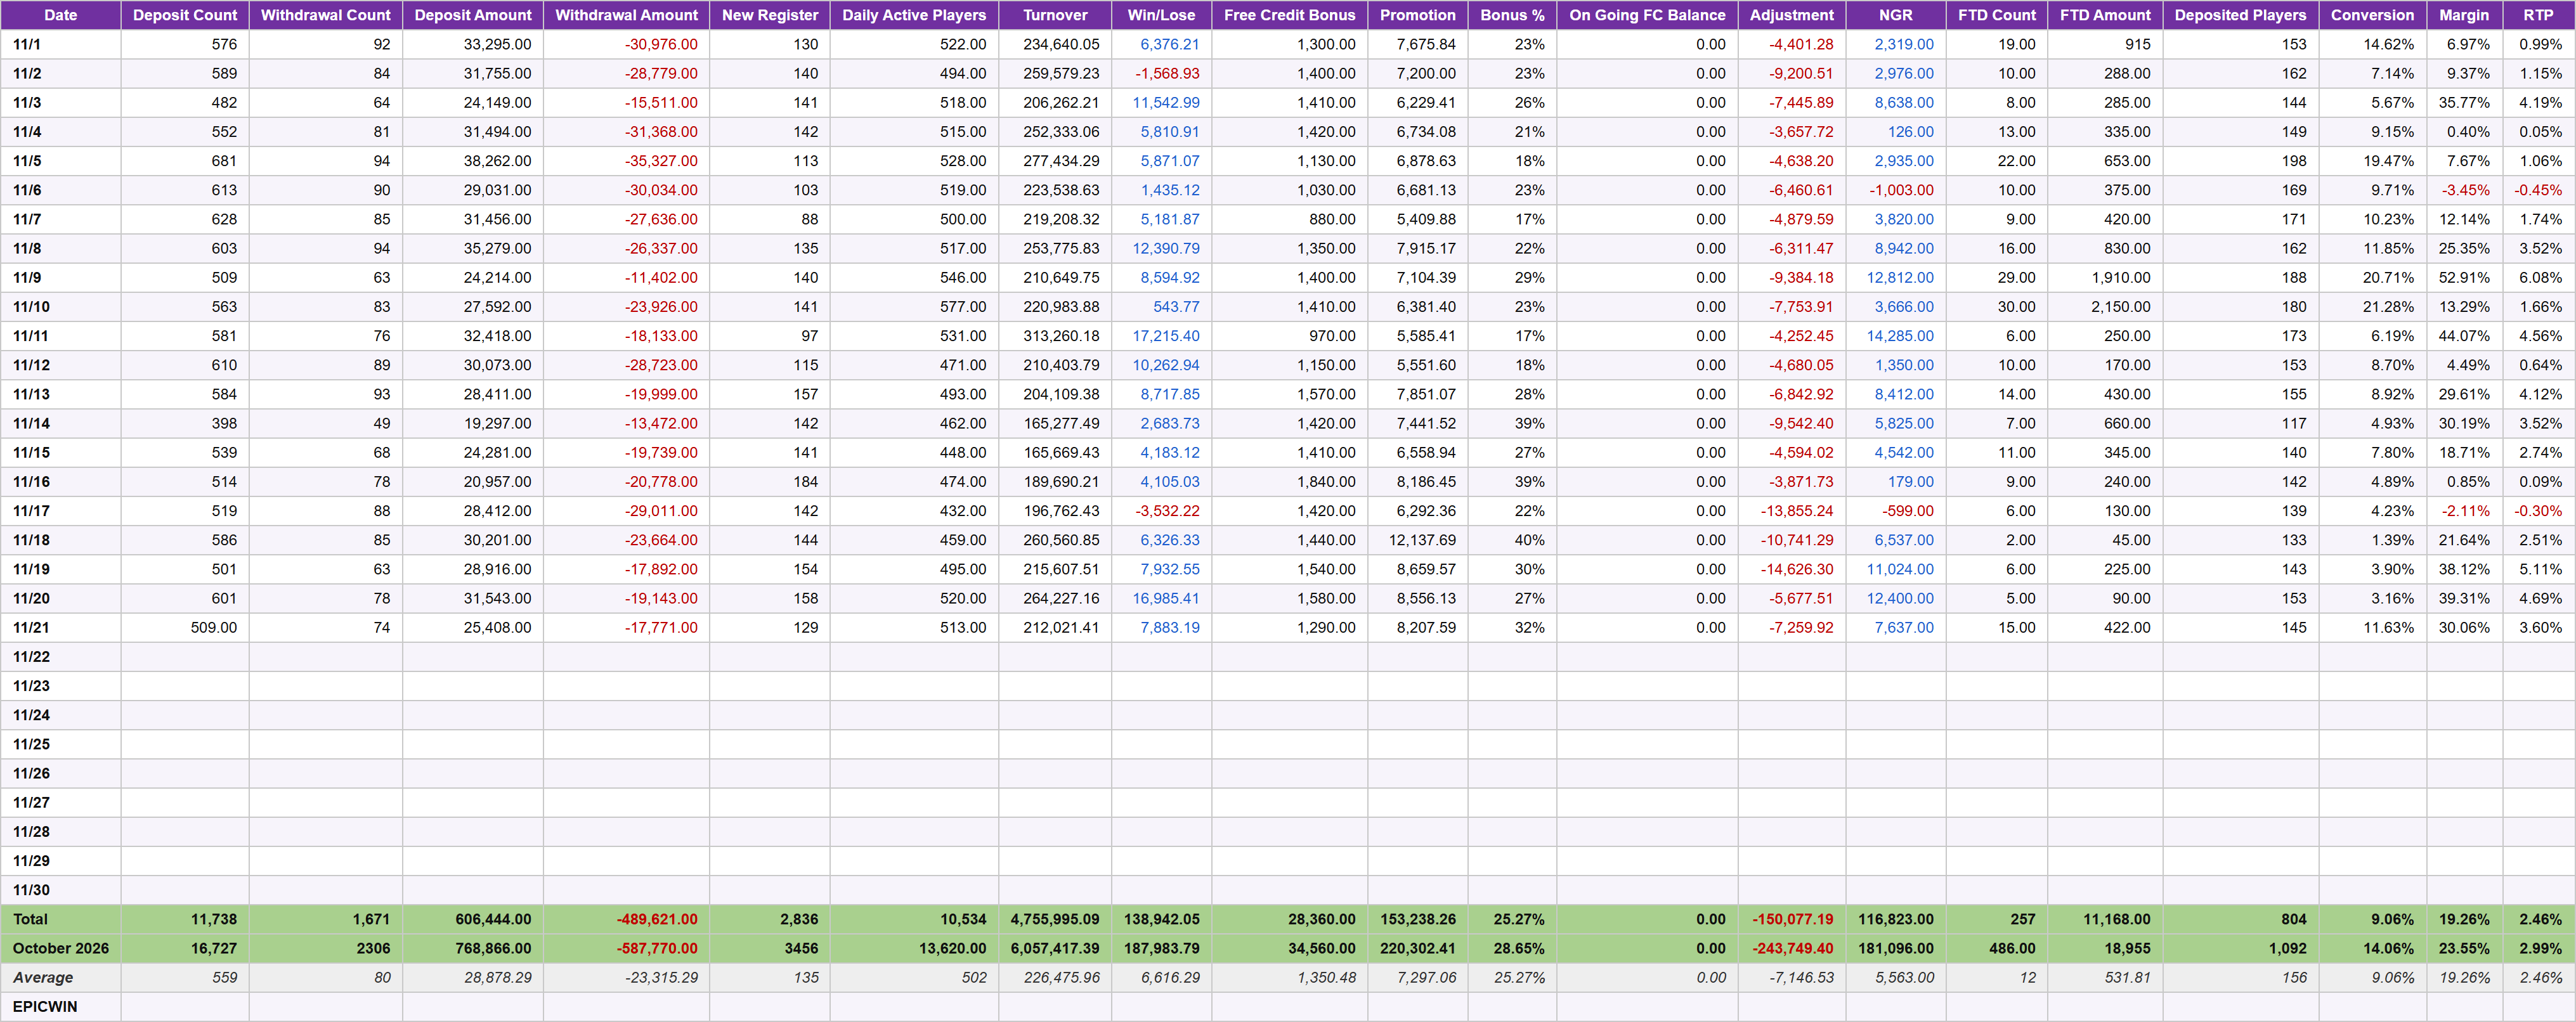 Date Deposit Count Withdrawal Count Deposit Amount Withdrawal Amount New Register Daily Active Players Turnover Win/Lose Free Credit Bonus Promotion Bonus % On Going FC Balance Adjustment NGR FTD Count FTD Amount Deposited Players Conversion Margin RTP
11/1 576 92 33,295.00 -30,976.00 130 522.00 234,640.05 6,376.21 1,300.00 7,675.84 23% 0.00 -4,401.28 2,319.00 19.00 915 153 14.62% 6.97% 0.99%
11/2 589 84 31,755.00 -28,779.00 140 494.00 259,579.23 -1,568.93 1,400.00 7,200.00 23% 0.00 -9,200.51 2,976.00 10.00 288.00 162 7.14% 9.37% 1.15%
11/3 482 64 24,149.00 -15,511.00 141 518.00 206,262.21 11,542.99 1,410.00 6,229.41 26% 0.00 -7,445.89 8,638.00 8.00 285.00 144 5.67% 35.77% 4.19%
11/4 552 81 31,494.00 -31,368.00 142 515.00 252,333.06 5,810.91 1,420.00 6,734.08 21% 0.00 -3,657.72 126.00 13.00 335.00 149 9.15% 0.40% 0.05%
11/5 681 94 38,262.00 -35,327.00 113 528.00 277,434.29 5,871.07 1,130.00 6,878.63 18% 0.00 -4,638.20 2,935.00 22.00 653.00 198 19.47% 7.67% 1.06%
11/6 613 90 29,031.00 -30,034.00 103 519.00 223,538.63 1,435.12 1,030.00 6,681.13 23% 0.00 -6,460.61 -1,003.00 10.00 375.00 169 9.71% -3.45% -0.45%
11/7 628 85 31,456.00 -27,636.00 88 500.00 219,208.32 5,181.87 880.00 5,409.88 17% 0.00 -4,879.59 3,820.00 9.00 420.00 171 10.23% 12.14% 1.74%
11/8 603 94 35,279.00 -26,337.00 135 517.00 253,775.83 12,390.79 1,350.00 7,915.17 22% 0.00 -6,311.47 8,942.00 16.00 830.00 162 11.85% 25.35% 3.52%
11/9 509 63 24,214.00 -11,402.00 140 546.00 210,649.75 8,594.92 1,400.00 7,104.39 29% 0.00 -9,384.18 12,812.00 29.00 1,910.00 188 20.71% 52.91% 6.08%
11/10 563 83 27,592.00 -23,926.00 141 577.00 220,983.88 543.77 1,410.00 6,381.40 23% 0.00 -7,753.91 3,666.00 30.00 2,150.00 180 21.28% 13.29% 1.66%
11/11 581 76 32,418.00 -18,133.00 97 531.00 313,260.18 17,215.40 970.00 5,585.41 17% 0.00 -4,252.45 14,285.00 6.00 250.00 173 6.19% 44.07% 4.56%
11/12 610 89 30,073.00 -28,723.00 115 471.00 210,403.79 10,262.94 1,150.00 5,551.60 18% 0.00 -4,680.05 1,350.00 10.00 170.00 153 8.70% 4.49% 0.64%
11/13 584 93 28,411.00 -19,999.00 157 493.00 204,109.38 8,717.85 1,570.00 7,851.07 28% 0.00 -6,842.92 8,412.00 14.00 430.00 155 8.92% 29.61% 4.12%
11/14 398 49 19,297.00 -13,472.00 142 462.00 165,277.49 2,683.73 1,420.00 7,441.52 39% 0.00 -9,542.40 5,825.00 7.00 660.00 117 4.93% 30.19% 3.52%
11/15 539 68 24,281.00 -19,739.00 141 448.00 165,669.43 4,183.12 1,410.00 6,558.94 27% 0.00 -4,594.02 4,542.00 11.00 345.00 140 7.80% 18.71% 2.74%
11/16 514 78 20,957.00 -20,778.00 184 474.00 189,690.21 4,105.03 1,840.00 8,186.45 39% 0.00 -3,871.73 179.00 9.00 240.00 142 4.89% 0.85% 0.09%
11/17 519 88 28,412.00 -29,011.00 142 432.00 196,762.43 -3,532.22 1,420.00 6,292.36 22% 0.00 -13,855.24 -599.00 6.00 130.00 139 4.23% -2.11% -0.30%
11/18 586 85 30,201.00 -23,664.00 144 459.00 260,560.85 6,326.33 1,440.00 12,137.69 40% 0.00 -10,741.29 6,537.00 2.00 45.00 133 1.39% 21.64% 2.51%
11/19 501 63 28,916.00 -17,892.00 154 495.00 215,607.51 7,932.55 1,540.00 8,659.57 30% 0.00 -14,626.30 11,024.00 6.00 225.00 143 3.90% 38.12% 5.11%
11/20 601 78 31,543.00 -19,143.00 158 520.00 264,227.16 16,985.41 1,580.00 8,556.13 27% 0.00 -5,677.51 12,400.00 5.00 90.00 153 3.16% 39.31% 4.69%
11/21 509.00 74 25,408.00 -17,771.00 129 513.00 212,021.41 7,883.19 1,290.00 8,207.59 32% 0.00 -7,259.92 7,637.00 15.00 422.00 145 11.63% 30.06% 3.60%
11/22
11/23
11/24
11/25
11/26
11/27
11/28
11/29
11/30
Total 11,738 1,671 606,444.00 -489,621.00 2,836 10,534 4,755,995.09 138,942.05 28,360.00 153,238.26 25.27% 0.00 -150,077.19 116,823.00 257 11,168.00 804 9.06% 19.26% 2.46%
October 2026 16,727 2306 768,866.00 -587,770.00 3456 13,620.00 6,057,417.39 187,983.79 34,560.00 220,302.41 28.65% 0.00 -243,749.40 181,096.00 486.00 18,955 1,092 14.06% 23.55% 2.99%
Average 559 80 28,878.29 -23,315.29 135 502 226,475.96 6,616.29 1,350.48 7,297.06 25.27% 0.00 -7,146.53 5,563.00 12 531.81 156 9.06% 19.26% 2.46%
EPICWIN